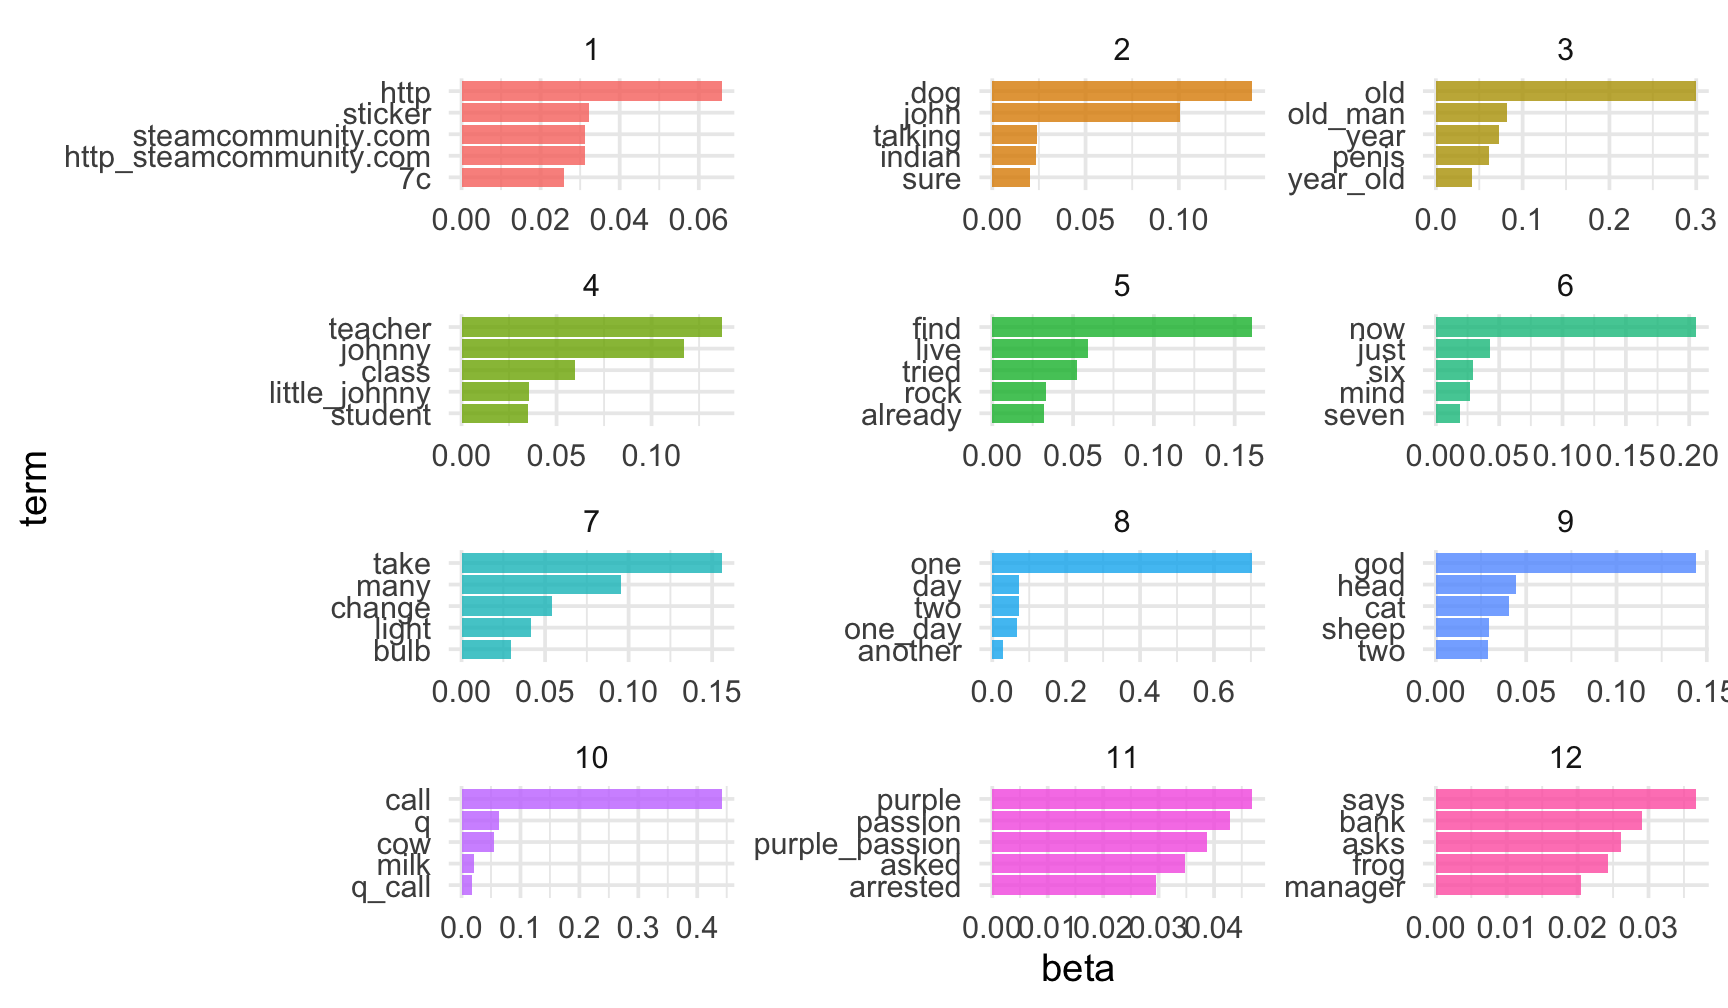 1
http
sticker
steamcommunity.com
http_steamcommunity.com
7c
0.00 0.02 0.04 0.06
2
dog
john
talking
indian
sure
0.00 0.05 0.10
3
old
old_man
year
penis
year_old
0.0 0.1 0.2 0.3
4
teacher
johnny
class
little_johnny
student
0.00 0.05 0.10
5
find
live
tried
rock
already
0.00 0.05 0.10 0.15
6
now
just
six
mind
seven
0.00 0.05 0.10 0.15 0.20
7
take
many
change
light
bulb
0.00 0.05 0.10 0.15
8
one
day
two
one_day
another
0.0 0.2 0.4 0.6
9
god
head
cat
sheep
two
0.00 0.05 0.10 0.15
10
call
q
cow
milk
q_call
0.0 0.1 0.2 0.3 0.4
11
purple
passion
purple_passion
asked
arrested
0.00 0.01 0.02 0.03 0.04
12
says
bank
asks
frog
manager
0.00 0.01 0.02 0.03
term
beta